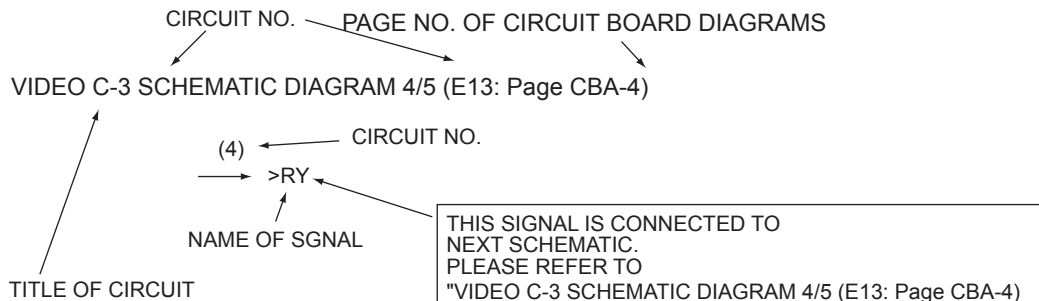 CIRCUIT NO.
PAGE NO. OF CIRCUIT BOARD DIAGRAMS
VIDEO C-3 SCHEMATIC DIAGRAM 4/5 (E13: Page CBA-4)
(4)
CIRCUIT NO.
>RY
NAME OF SGNAL
THIS SIGNAL IS CONNECTED TO
NEXT SCHEMATIC.
PLEASE REFER TO
"VIDEO C-3 SCHEMATIC DIAGRAM 4/5 (E13: Page CBA-4)
TITLE OF CIRCUIT